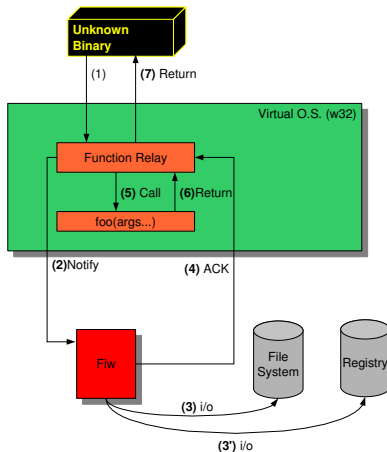 Unknown
Binary
(1)
(7) Return
Virtual O.S. (w32)
Function Relay
(5) Call
(6)Return
foo(args...)
(2)Notify
(4) ACK
Fiw
File
System
Registry
(3) i/o
(3') i/o